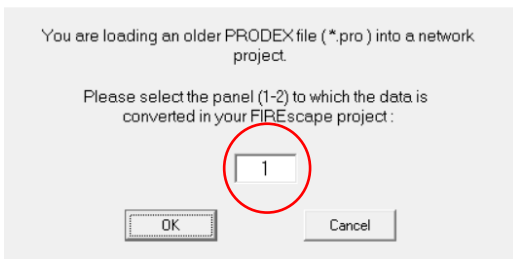 You are loading an older PRODEX file ( *.pro ) into a network
project.
Please select the panel (1-2) to which the data is
converted in your FIREscape project :
1
OK
Cancel